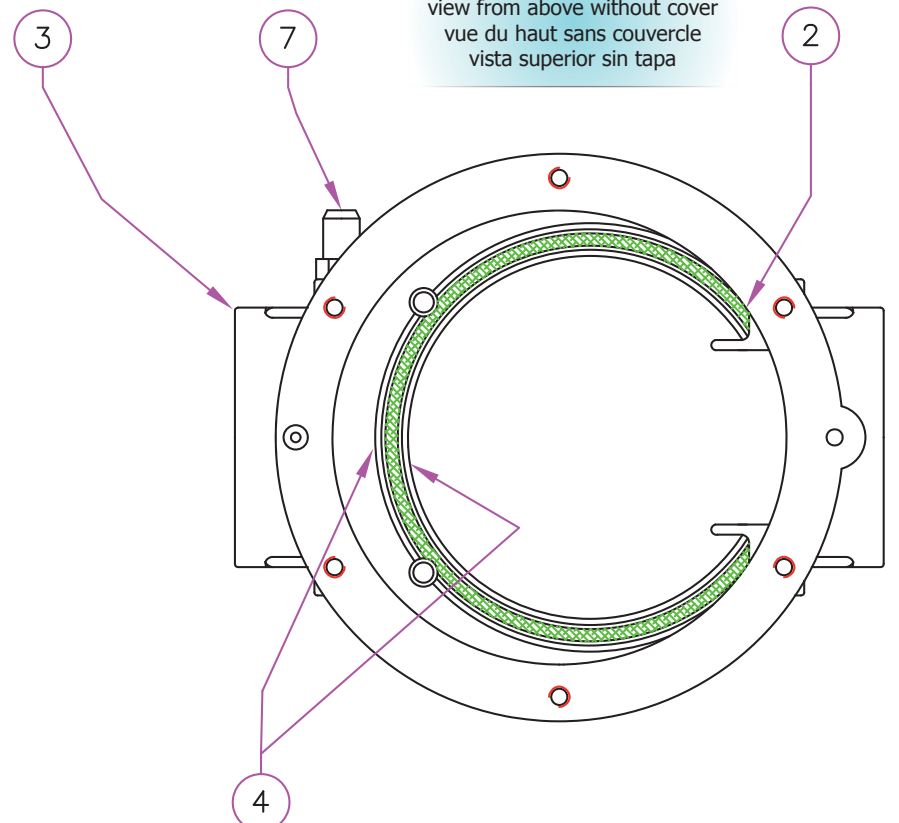 view from above without cover
vue du haut sans couvercle
vista superior sin tapa
3
7
2
4